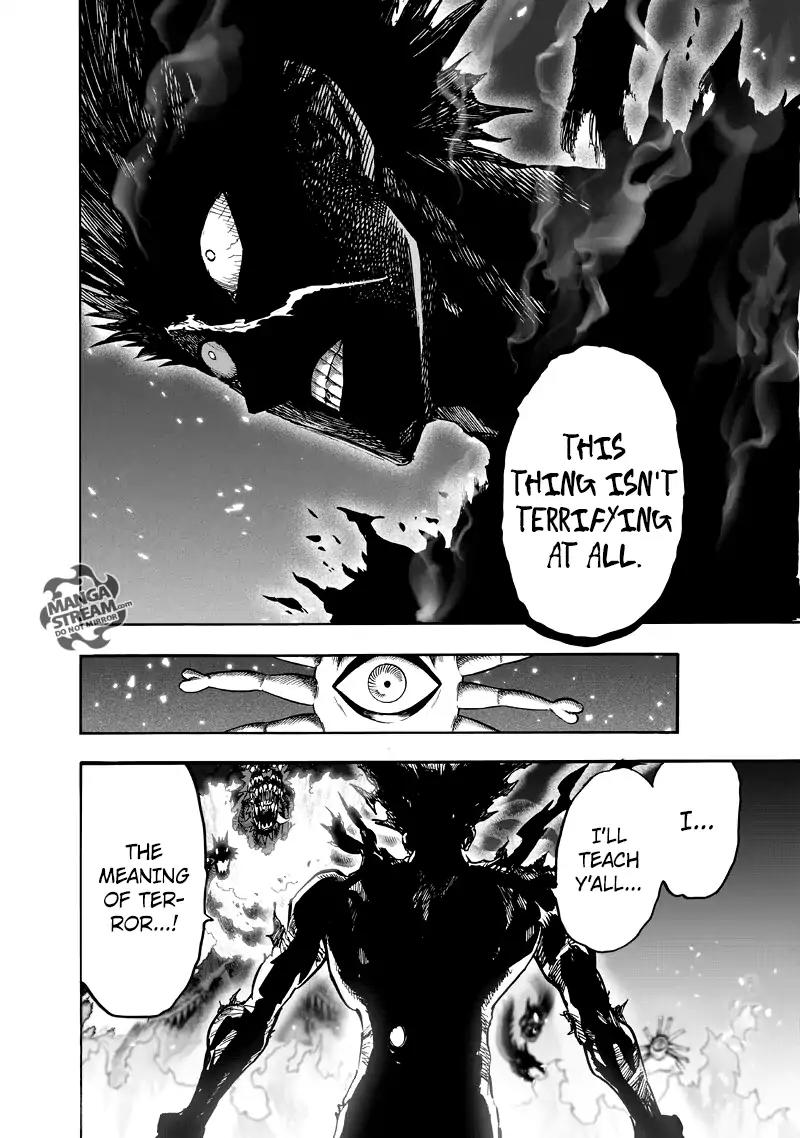 THIS
THING ISN'T
TERRIFYING
AT ALL.
MANGA
STREAM.com
DO NOT MIRROR
I...
I'LL
TEACH
Y'ALL...
THE
MEANING
OF TER-
ROR...!